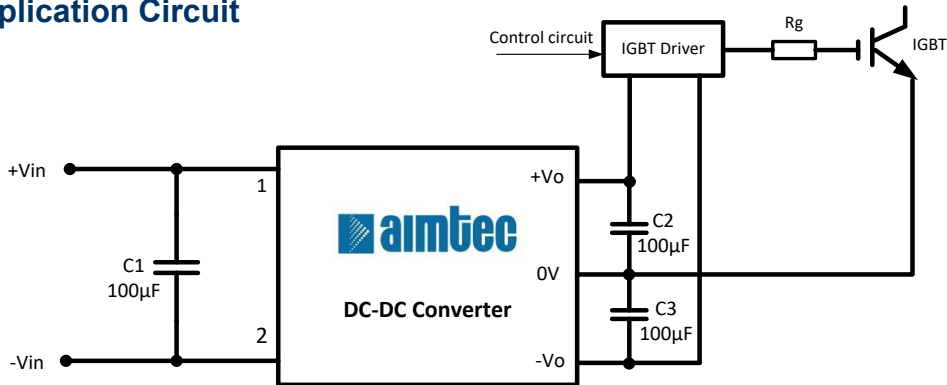 plication Circuit
Control circuit
IGBT Driver
Rg
IGBT
+Vin
1
+Vo
aimtec
C2
100µF
C1
100µF
0V
DC-DC Converter
C3
100µF
2
-Vin
-Vo